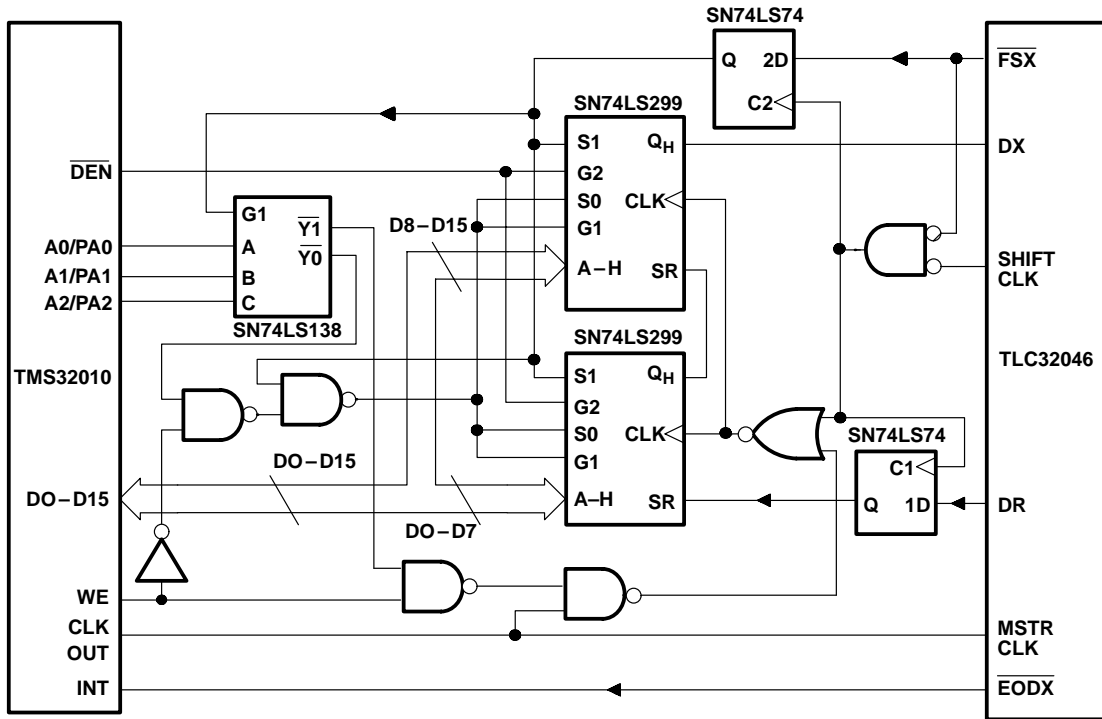 SN74LS74
Q 2D
C2
FSX
SN74LS299
S1 QH
G2
S0 CLK
G1
A–H SR
DX
DEN
G1 Y1
A Y0
B
C
SN74LS138
A0/PA0
A1/PA1
A2/PA2
D8–D15
SHIFT
CLK
SN74LS299
S1 QH
G2
S0 CLK
G1
A–H SR
TMS32010
TLC32046
SN74LS74
C1
Q 1D
DR
DO–D15
DO–D15
DO–D7
WE
CLK
OUT
MSTR
CLK
INT
EODX